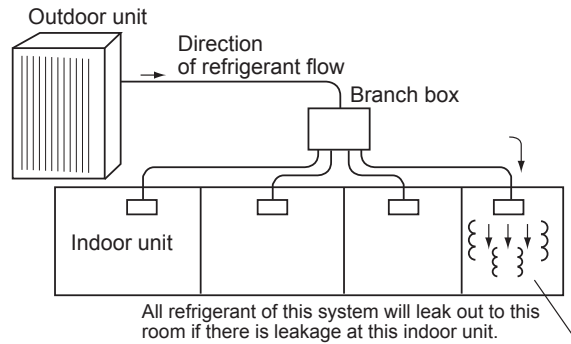 Outdoor unit
Direction
of refrigerant flow
Branch box
Indoor unit
All refrigerant of this system will leak out to this
room if there is leakage at this indoor unit.